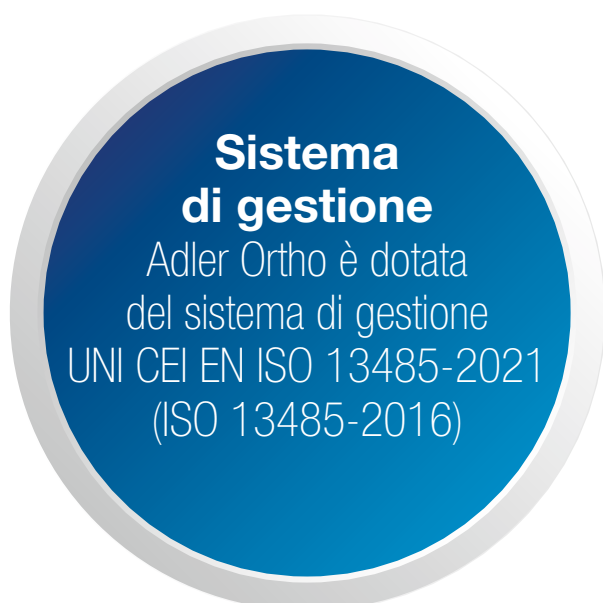 Sistema
di gestione
Adler Ortho è dotata
del sistema di gestione
UNI CEI EN ISO 13485-2021
(ISO 13485-2016)